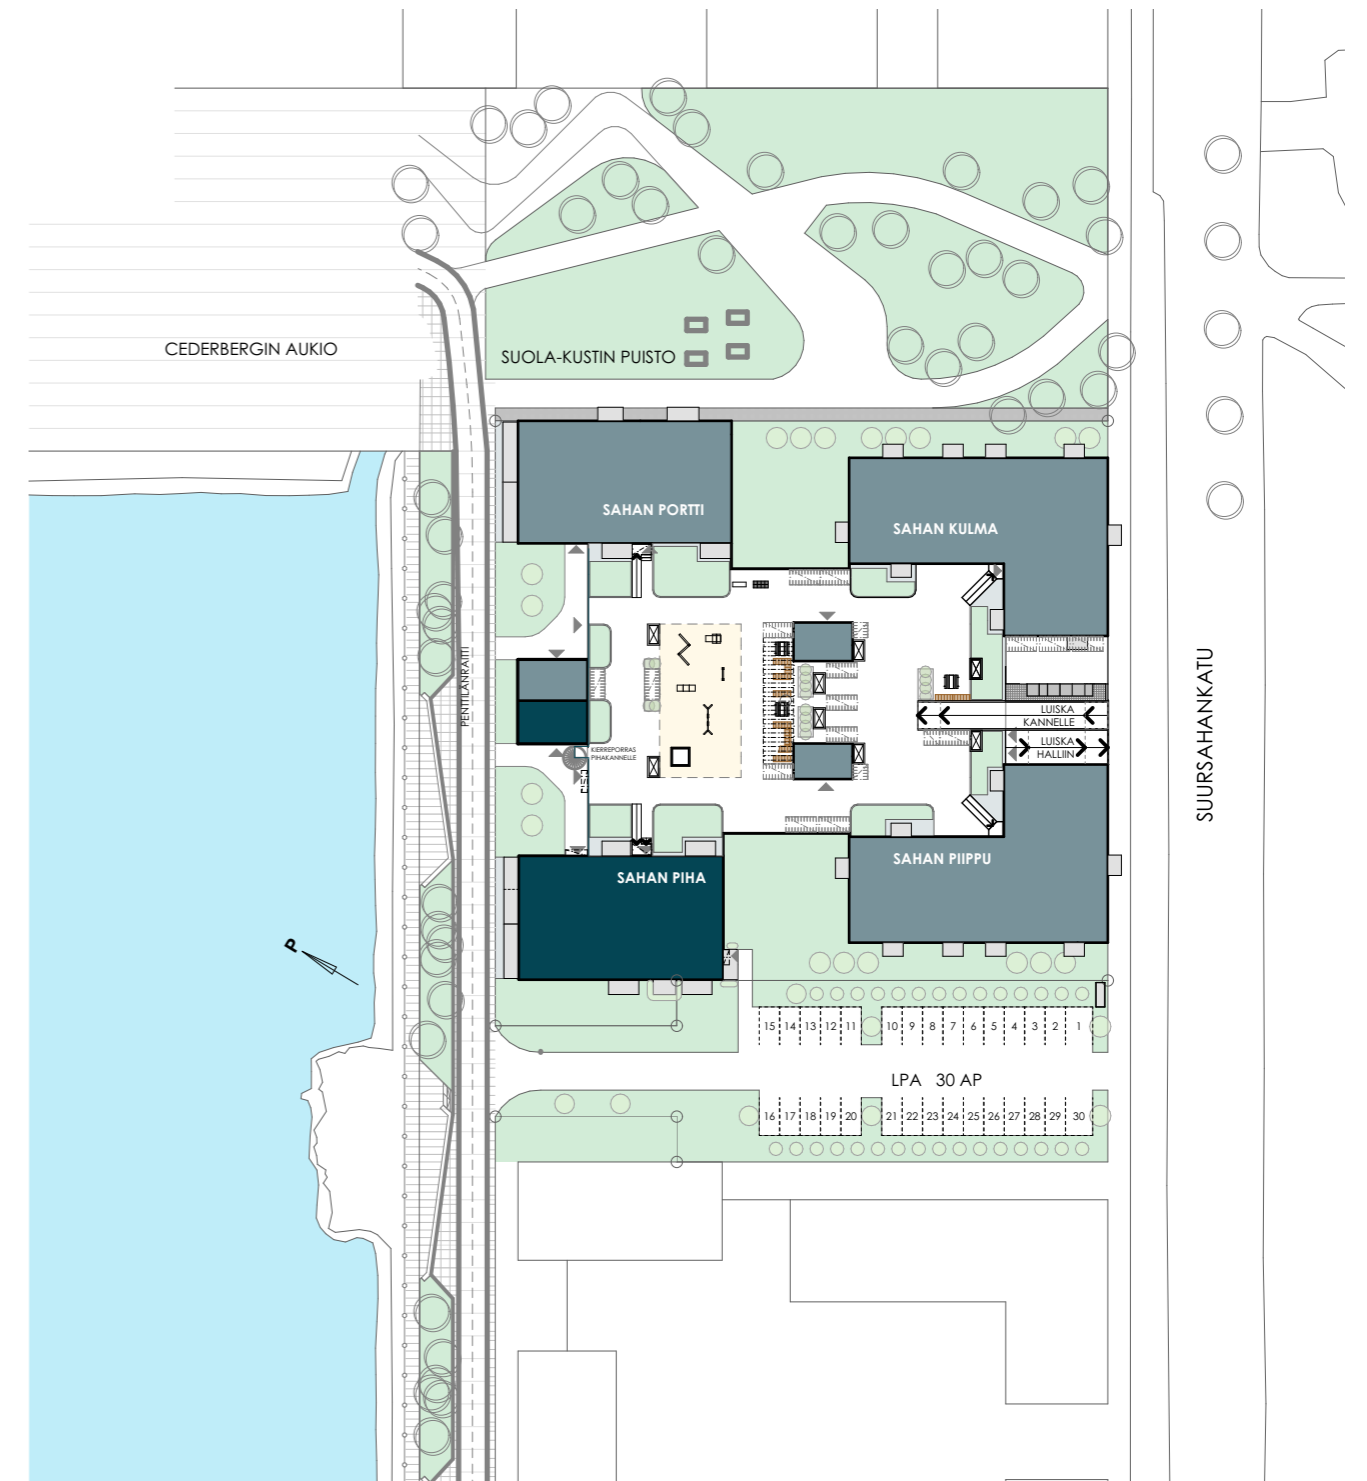 CEDERBERGIN AUKIO
SUOLA-KUSTIN PUISTO
SAHAN PORTTI
SAHAN KULMA
PENTTILÄNRAITTI
SUURSAHANKATU
LUISKA
KANNELLE
LUISKA
HALLIIN
KIERREPORRAS
PIHAKANNELLE
SAHAN PIHA
SAHAN PIIPPU
P
15 14 13 12 11 10 9 8 7 6 5 4 3 2 1
LPA 30 AP
16 17 18 19 20 21 22 23 24 25 26 27 28 29 30